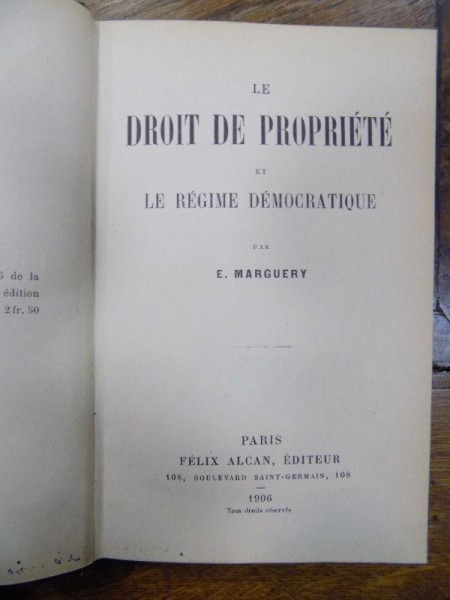 5 de la
édition
2 fr. 50
LE
DROIT DE PROPRIÉTÉ
ET
LE RÉGIME DÉMOCRATIQUE
PAR
E. MARGUERY
PARIS
FÉLIX ALCAN, ÉDITEUR
108, BOULEVARD SAINT-GERMAIN, 108
1906
Tous droits réservés